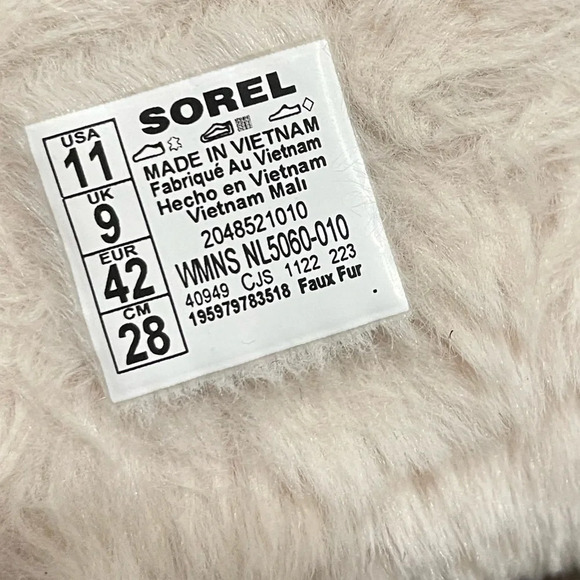 USA
11
UK
9
EUR
42
CM
28
SOREL
MADE IN VIETNAM
Fabriqué Au Vietnam
Hecho en Vietnam
Vietnam Malı
2048521010
WMNS NL5060-010
40949 CJS 1122 223
195979783518 Faux Fur